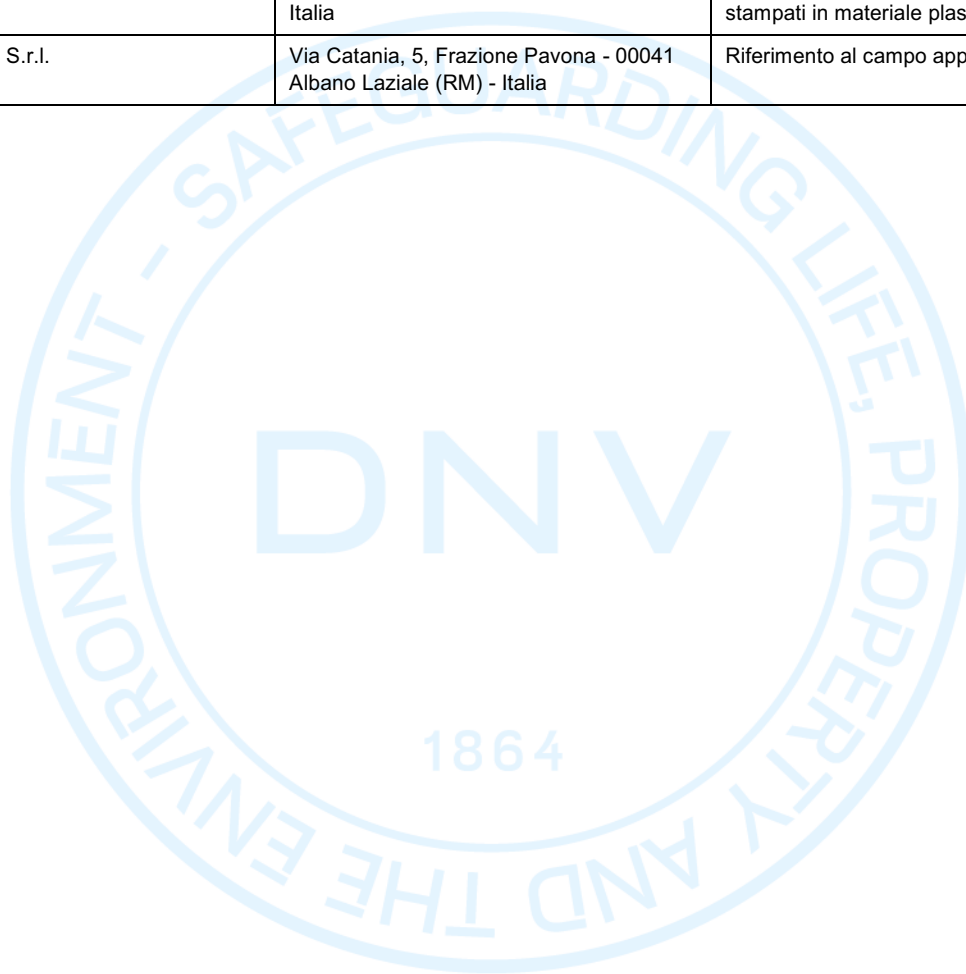 Italia
stampati in materiale plas
S.r.l.
Via Catania, 5, Frazione Pavona - 00041
Albano Laziale (RM) - Italia
Riferimento al campo app
SAFEGUARDING LIFE, PROPERTY AND THE ENVIRONMENT -
DNV
1864